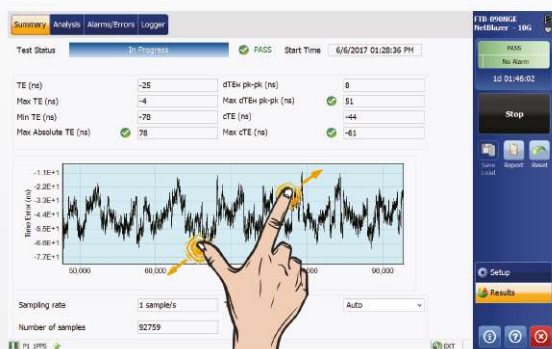 Summary Analysis Alarms/Errors Logger
FTB-890NGE
NetBlazer - 10G
Test Status In Progress PASS Start Time 6/6/2017 01:28:36 PM
PASS
No Alarm
1d 01:46:02
TE (ns) -25 dTEH pk-pk (ns) 8
Max TE (ns) -4 Max dTEH pk-pk (ns) 51
Min TE (ns) -78 cTE (ns) -44
Max Absolute TE (ns) 78 Max cTE (ns) -61
Stop
Save
Load Report Reset
Time Error (ns)
-1.1E+1
-2.2E+1
-3.3E+1
-4.4E+1
-5.5E+1
-6.6E+1
-7.7E+1
50,000 60,000 90,000
Setup
Results
Sampling rate 1 sample/s Auto
Number of samples 92759
P1 1PPS EXT